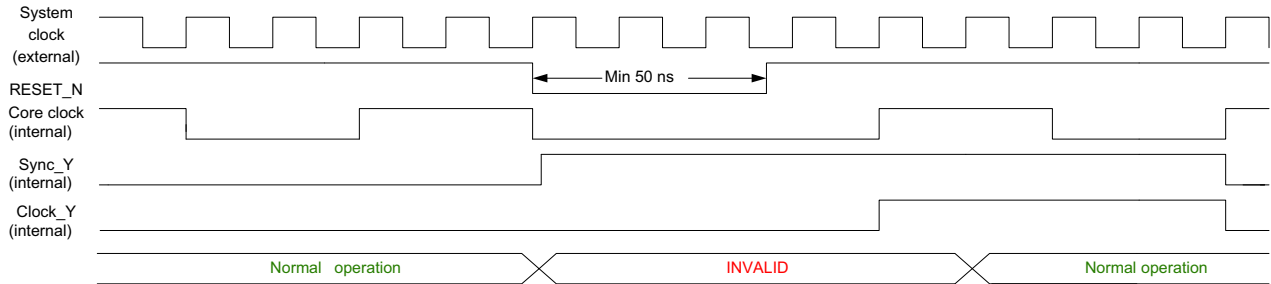 System
clock
(external)
Min 50 ns
RESET_N
Core clock
(internal)
Sync_Y
(internal)
Clock_Y
(internal)
Normal operation
INVALID
Normal operation